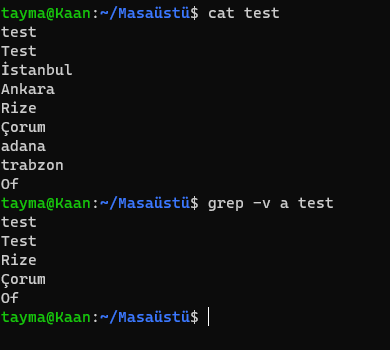 tayma@Kaan:~/Masaüstü$ cat test
test
Test
İstanbul
Ankara
Rize
Çorum
adana
trabzon
Of
tayma@Kaan:~/Masaüstü$ grep -v a test
test
Test
Rize
Çorum
Of
tayma@Kaan:~/Masaüstü$